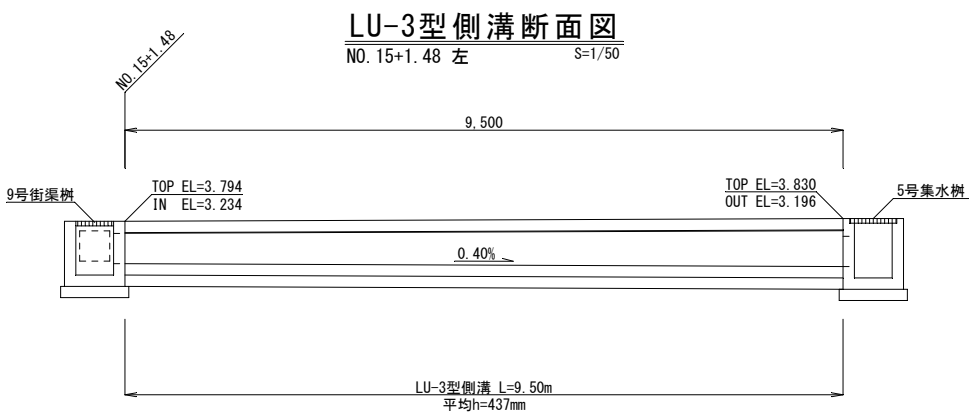 LU-3型側溝断面図
NO.15+1.48 左 S=1/50
NO.15+1.48
9,500
9号街渠桝
TOP EL=3.794
IN EL=3.234
TOP EL=3.830
OUT EL=3.196
5号集水桝
0.40%
LU-3型側溝 L=9.50m
平均h=437mm